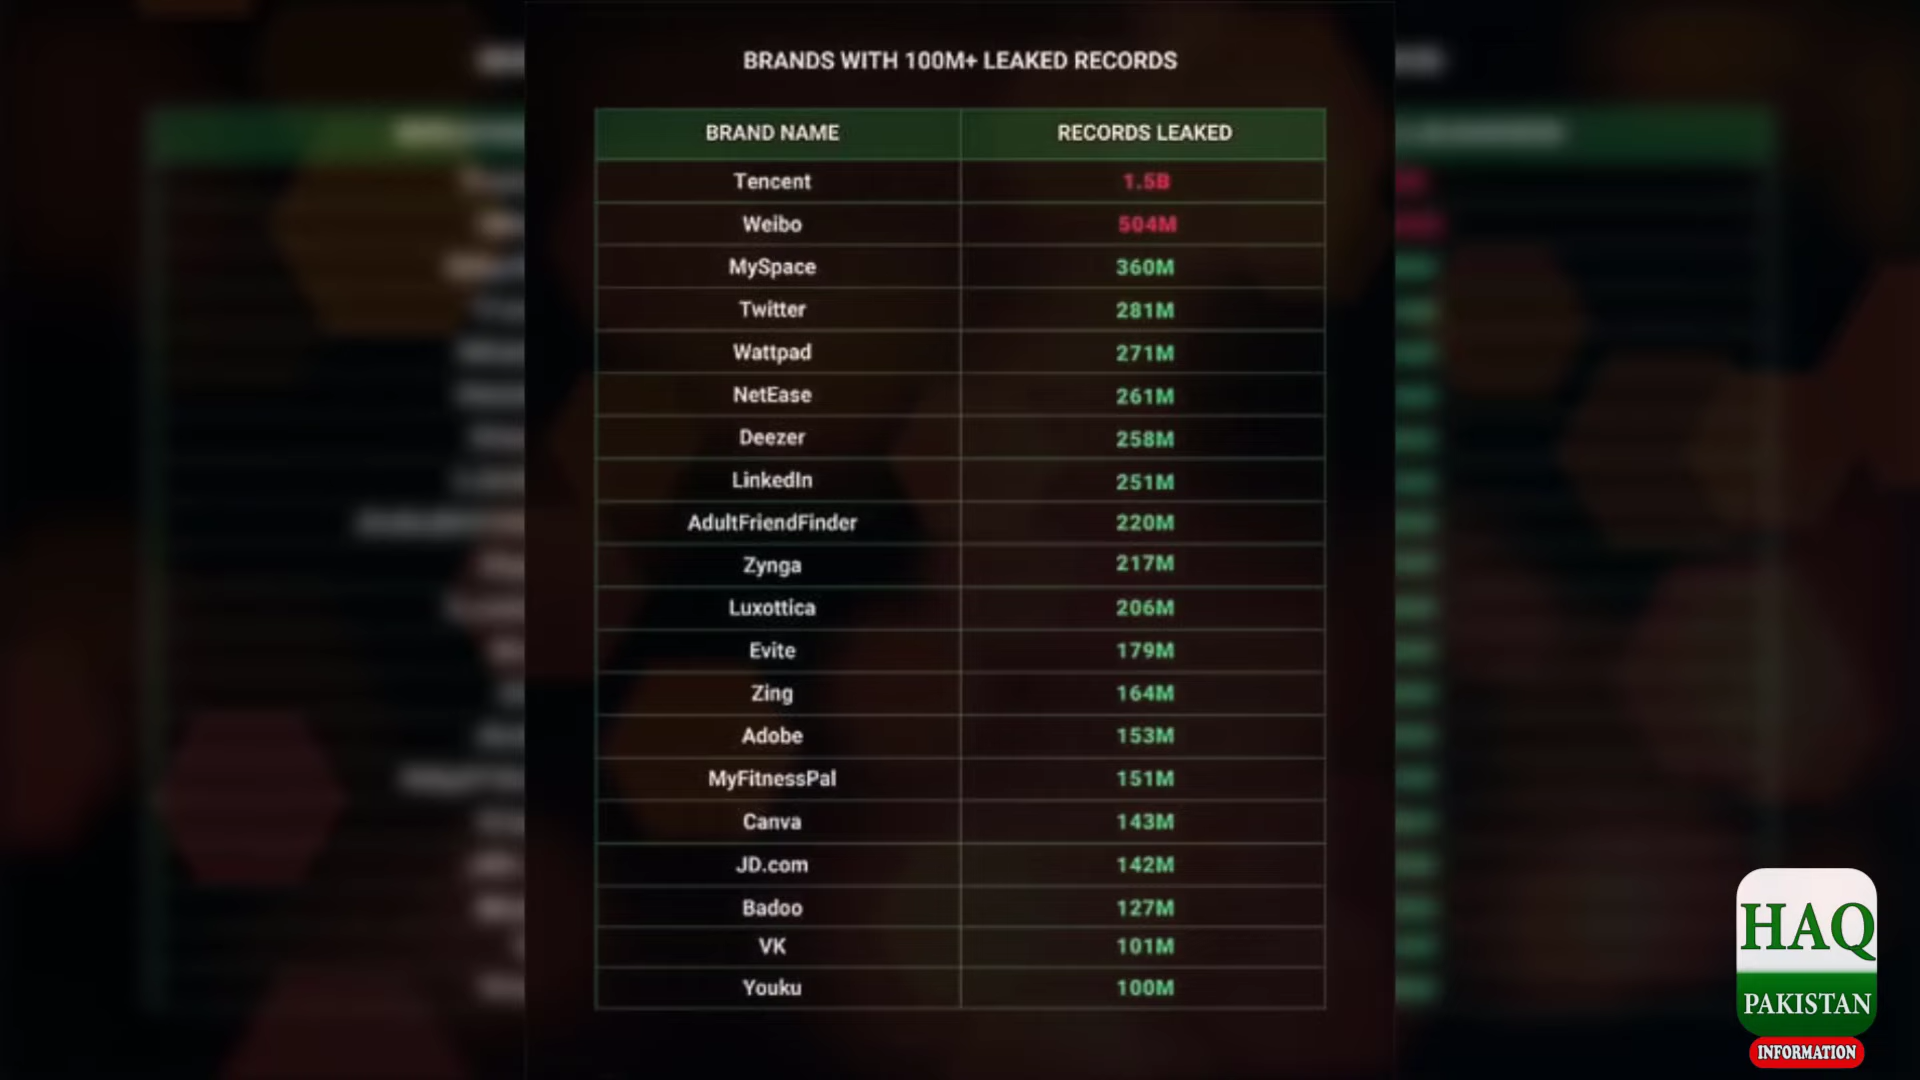 BRANDS WITH 100M+ LEAKED RECORDS
BRAND NAME RECORDS LEAKED
Tencent 1.5B
Weibo 504M
MySpace 360M
Twitter 281M
Wattpad 271M
NetEase 261M
Deezer 258M
LinkedIn 251M
AdultFriendFinder 220M
Zynga 217M
Luxottica 206M
Evite 179M
Zing 164M
Adobe 153M
MyFitnessPal 151M
Canva 143M
JD.com 142M
Badoo 127M
VK 101M
Youku 100M
HAQ
PAKISTAN
INFORMATION